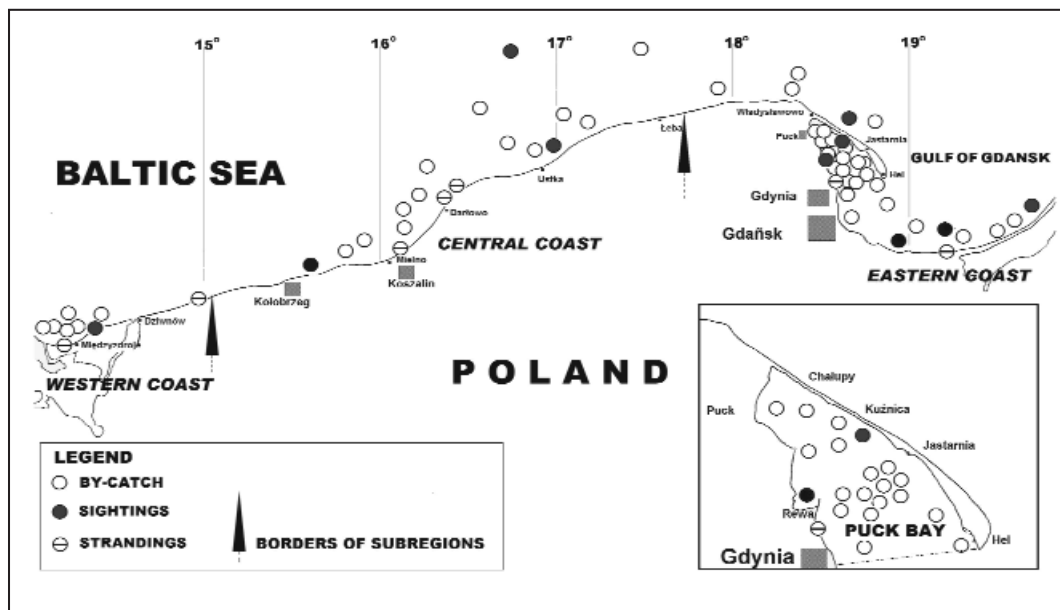 15°
16°
17°
18°
19°
Władysławowo
Łeba
Puck
Jastarnia
GULF OF GDANSK
BALTIC SEA
Ustka
Hel
Gdynia
Darłowo
Gdañsk
CENTRAL COAST
Mielno
EASTERN COAST
Koszalin
Kołobrzeg
Dziwnów
Międzyzdroje
POLAND
WESTERN COAST
Chałupy
Puck
Kuźnica
Jastarnia
LEGEND
BY-CATCH
SIGHTINGS
STRANDINGS
BORDERS OF SUBREGIONS
Rewa
PUCK BAY
Hel
Gdynia